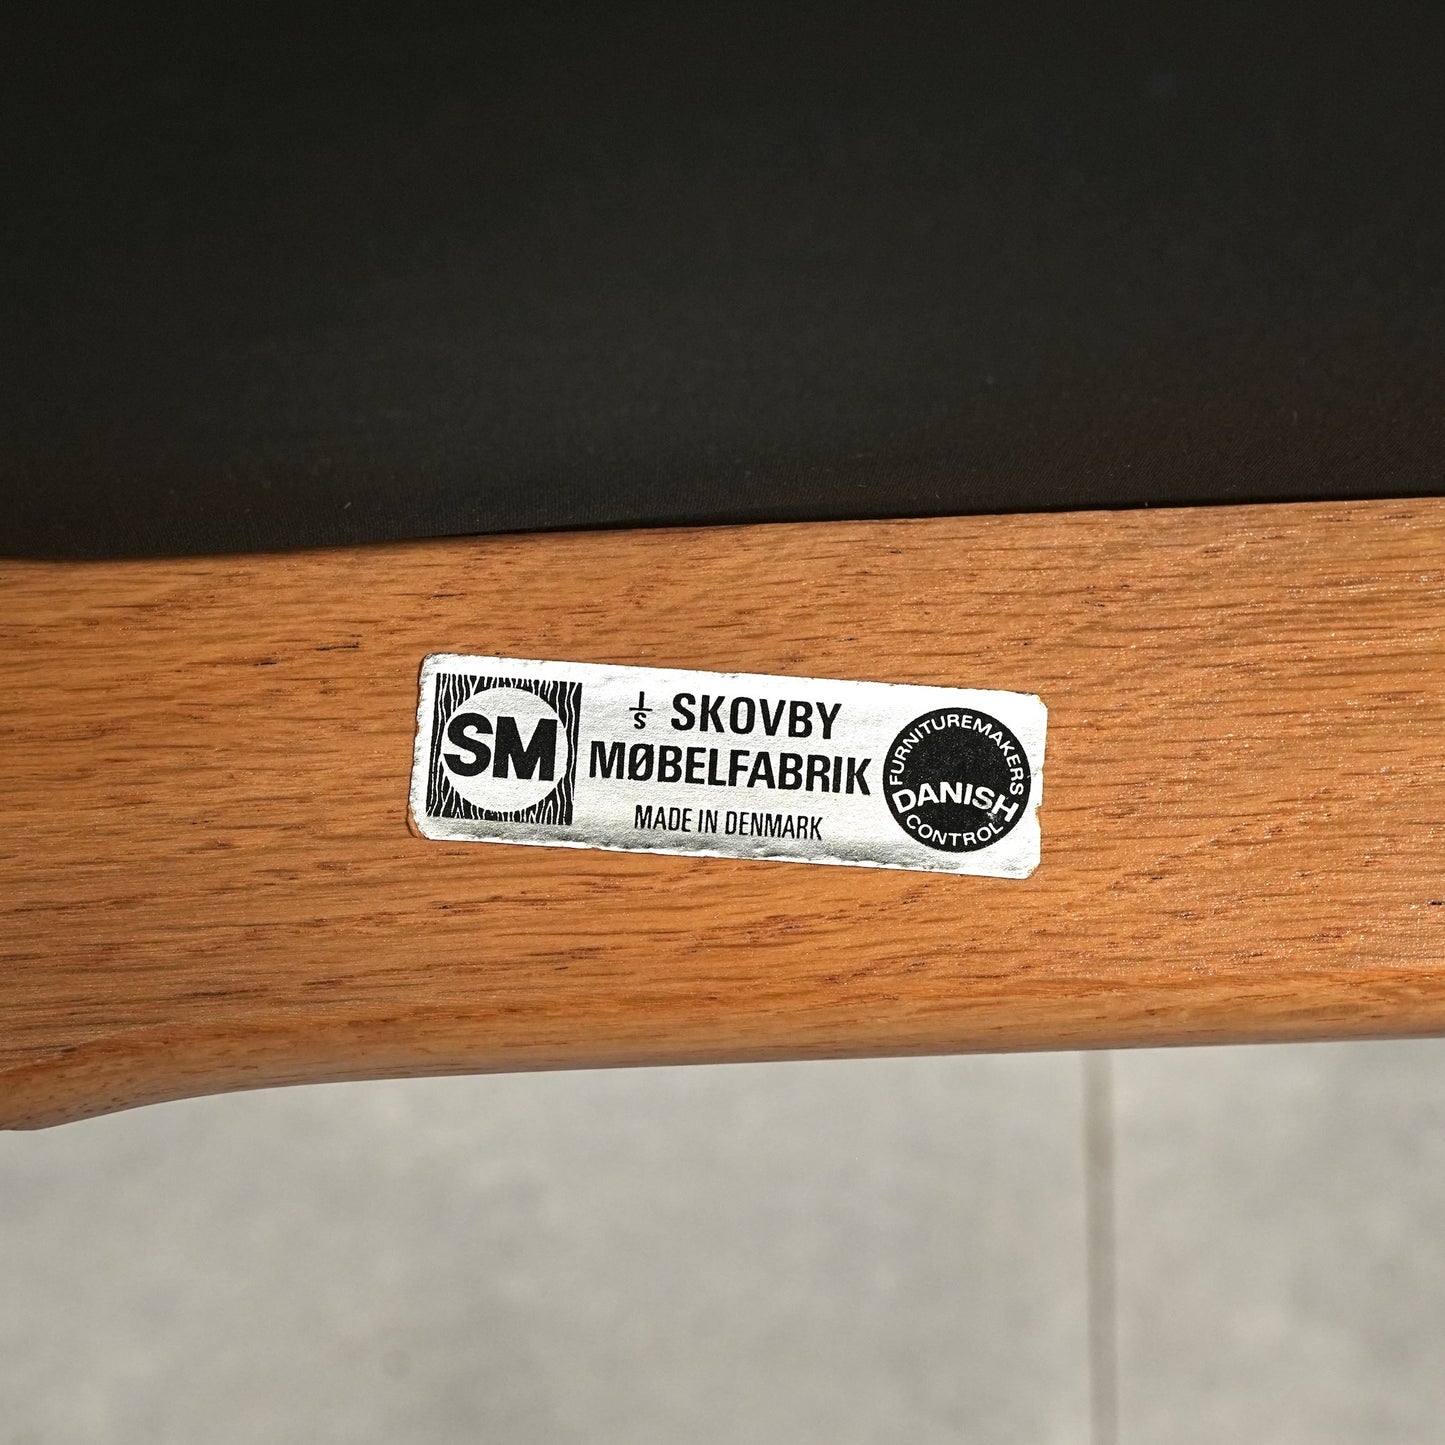 SM
I/S SKOVBY
MØBELFABRIK
MADE IN DENMARK
FURNITUREMAKERS
DANISH
CONTROL